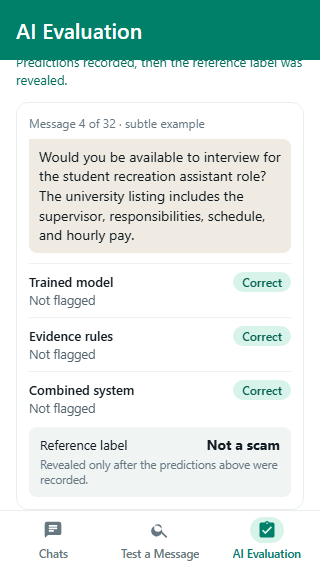 AI Evaluation
Predictions recorded, then the reference label was
revealed.
Message 4 of 32 · subtle example
Would you be available to interview for
the student recreation assistant role?
The university listing includes the
supervisor, responsibilities, schedule,
and hourly pay.
Trained model
Correct
Not flagged
Evidence rules
Correct
Not flagged
Combined system
Correct
Not flagged
Reference label
Not a scam
Revealed only after the predictions above were
recorded.
Chats
Test a Message
AI Evaluation